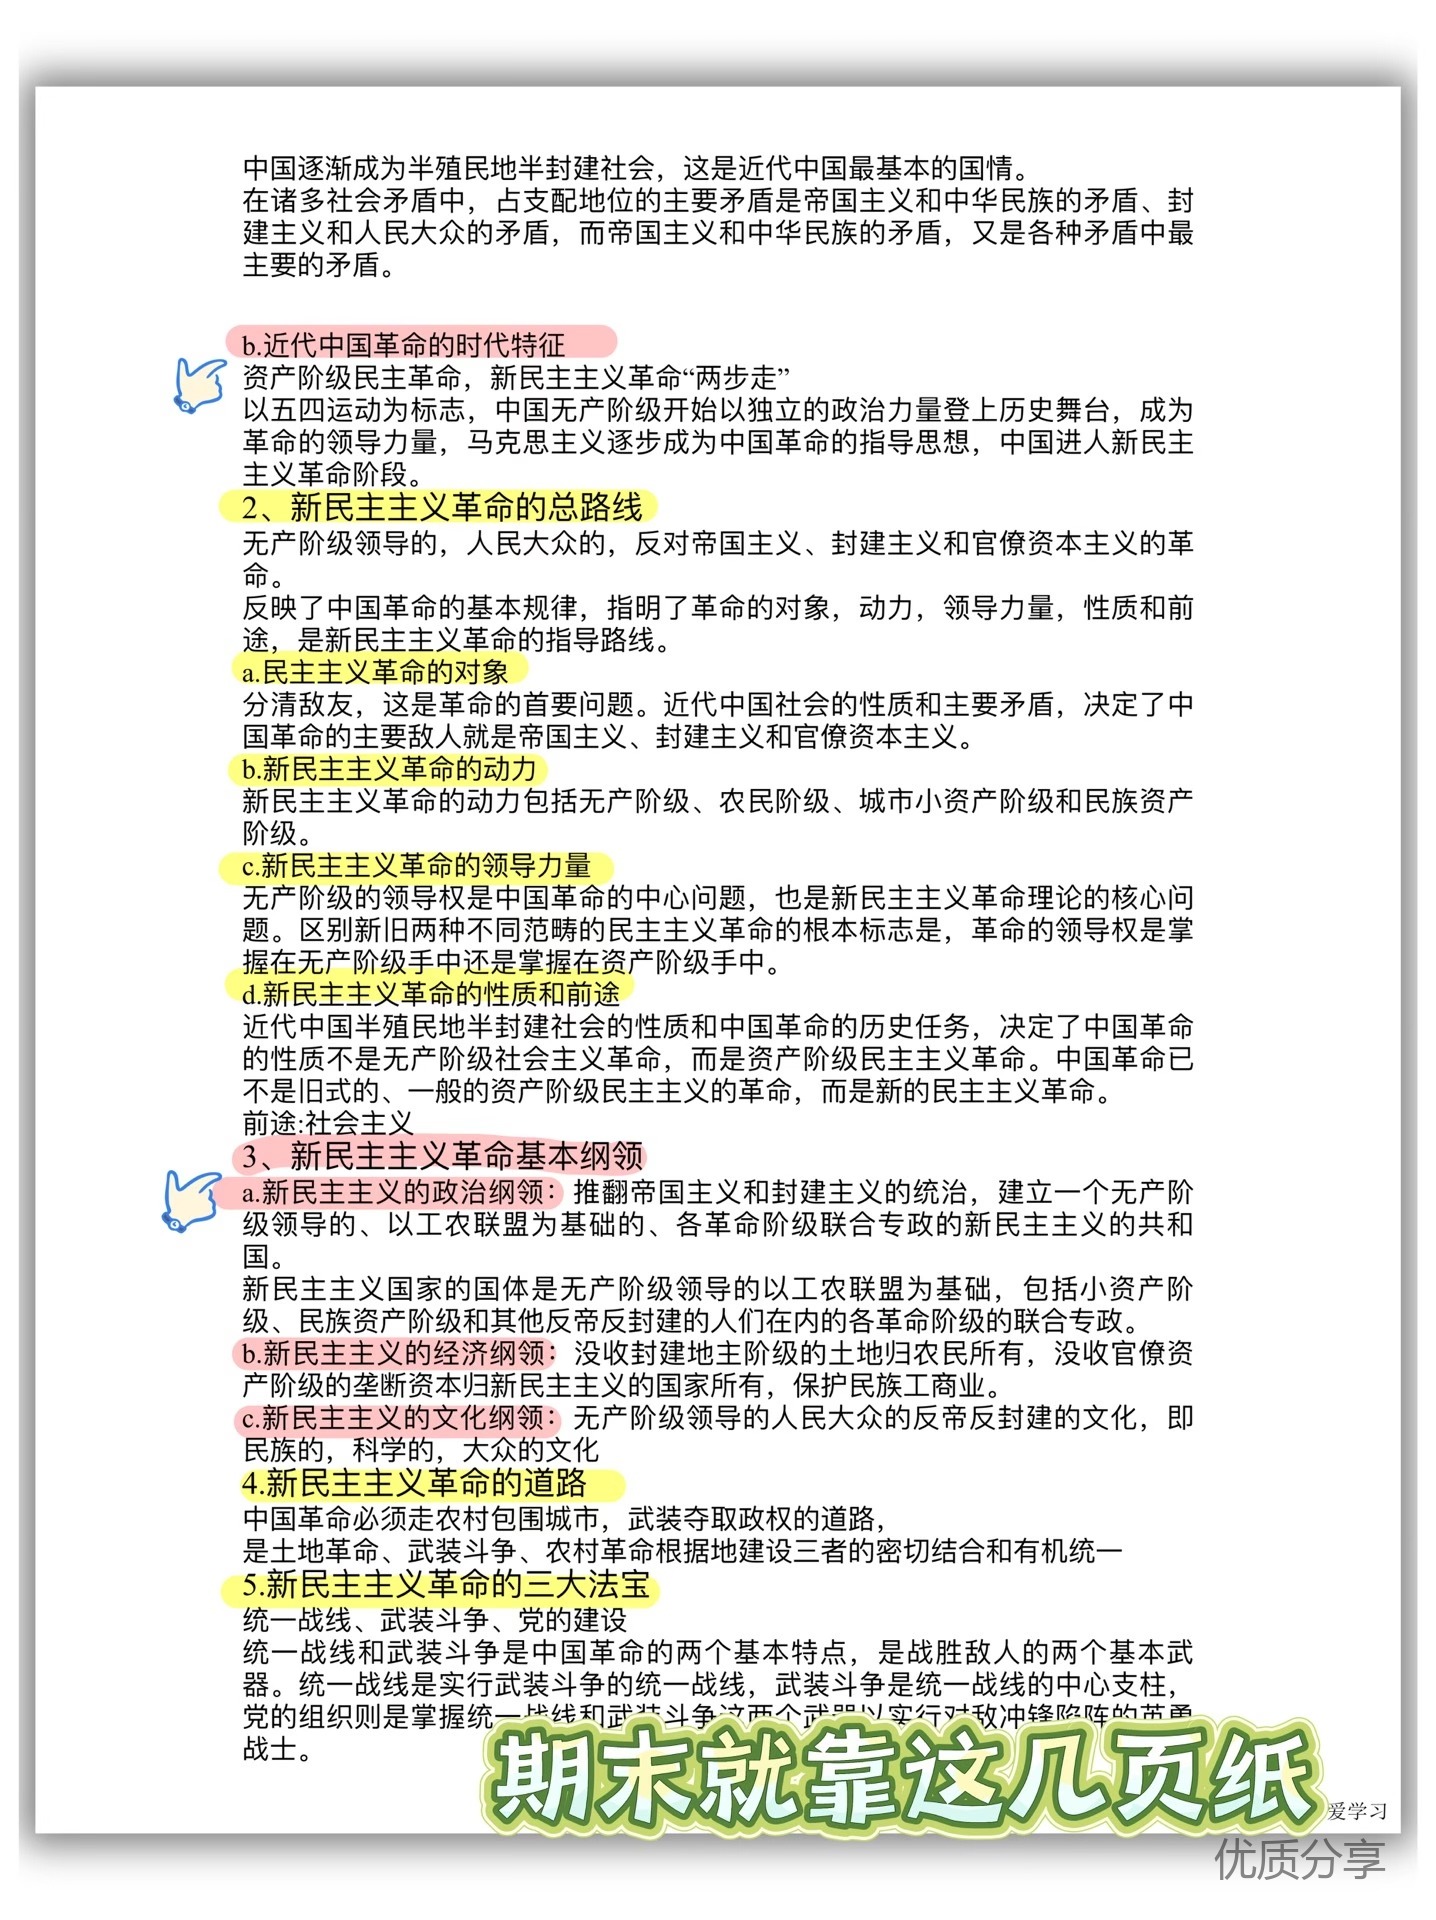 中国逐渐成为半殖民地半封建社会，这是近代中国最基本的国情。
在诸多社会矛盾中，占支配地位的主要矛盾是帝国主义和中华民族的矛盾、封
建主义和人民大众的矛盾，而帝国主义和中华民族的矛盾，又是各种矛盾中最
主要的矛盾。
b.近代中国革命的时代特征
资产阶级民主革命，新民主主义革命“两步走”
以五四运动为标志，中国无产阶级开始以独立的政治力量登上历史舞台，成为
革命的领导力量，马克思主义逐步成为中国革命的指导思想，中国进人新民主
主义革命阶段。
2、新民主主义革命的总路线
无产阶级领导的，人民大众的，反对帝国主义、封建主义和官僚资本主义的革
命。
反映了中国革命的基本规律，指明了革命的对象，动力，领导力量，性质和前
途，是新民主主义革命的指导路线。
a.民主主义革命的对象
分清敌友，这是革命的首要问题。近代中国社会的性质和主要矛盾，决定了中
国革命的主要敌人就是帝国主义、封建主义和官僚资本主义。
b.新民主主义革命的动力
新民主主义革命的动力包括无产阶级、农民阶级、城市小资产阶级和民族资产
阶级。
c.新民主主义革命的领导力量
无产阶级的领导权是中国革命的中心问题，也是新民主主义革命理论的核心问
题。区别新旧两种不同范畴的民主主义革命的根本标志是，革命的领导权是掌
握在无产阶级手中还是掌握在资产阶级手中。
d.新民主主义革命的性质和前途
近代中国半殖民地半封建社会的性质和中国革命的历史任务，决定了中国革命
的性质不是无产阶级社会主义革命，而是资产阶级民主主义革命。中国革命已
不是旧式的、一般的资产阶级民主主义的革命，而是新的民主主义革命。
前途:社会主义
3、新民主主义革命基本纲领
a.新民主主义的政治纲领：推翻帝国主义和封建主义的统治，建立一个无产阶
级领导的、以工农联盟为基础的、各革命阶级联合专政的新民主主义的共和
国。
新民主主义国家的国体是无产阶级领导的以工农联盟为基础，包括小资产阶
级、民族资产阶级和其他反帝反封建的人们在内的各革命阶级的联合专政。
b.新民主主义的经济纲领：没收封建地主阶级的土地归农民所有，没收官僚资
产阶级的垄断资本归新民主主义的国家所有，保护民族工商业。
c.新民主主义的文化纲领：无产阶级领导的人民大众的反帝反封建的文化，即
民族的，科学的，大众的文化
4.新民主主义革命的道路
中国革命必须走农村包围城市，武装夺取政权的道路，
是土地革命、武装斗争、农村革命根据地建设三者的密切结合和有机统一
5.新民主主义革命的三大法宝
统一战线、武装斗争、党的建设
统一战线和武装斗争是中国革命的两个基本特点，是战胜敌人的两个基本武
器。统一战线是实行武装斗争的统一战线，武装斗争是统一战线的中心支柱，
党的组织则是掌握统一战线和武装斗争这两个武器以实行对敌冲锋陷阵的英勇
战士。
期末就靠这几页纸
爱学习
优质分享